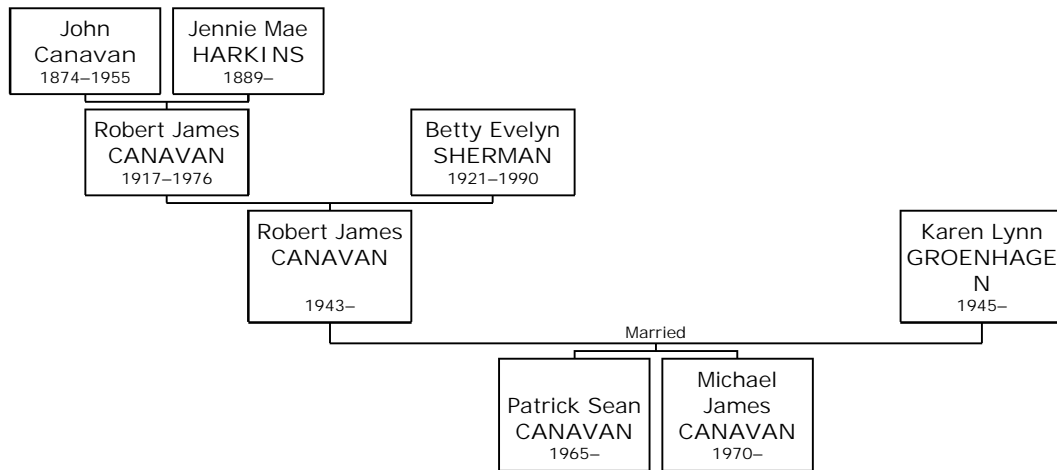 John
Canavan
1874–1955
Jennie Mae
HARKINS
1889–
Robert James
CANAVAN
1917–1976
Betty Evelyn
SHERMAN
1921–1990
Robert James
CANAVAN
1943–
Karen Lynn
GROENHAGE
N
1945–
Married
Patrick Sean
CANAVAN
1965–
Michael
James
CANAVAN
1970–